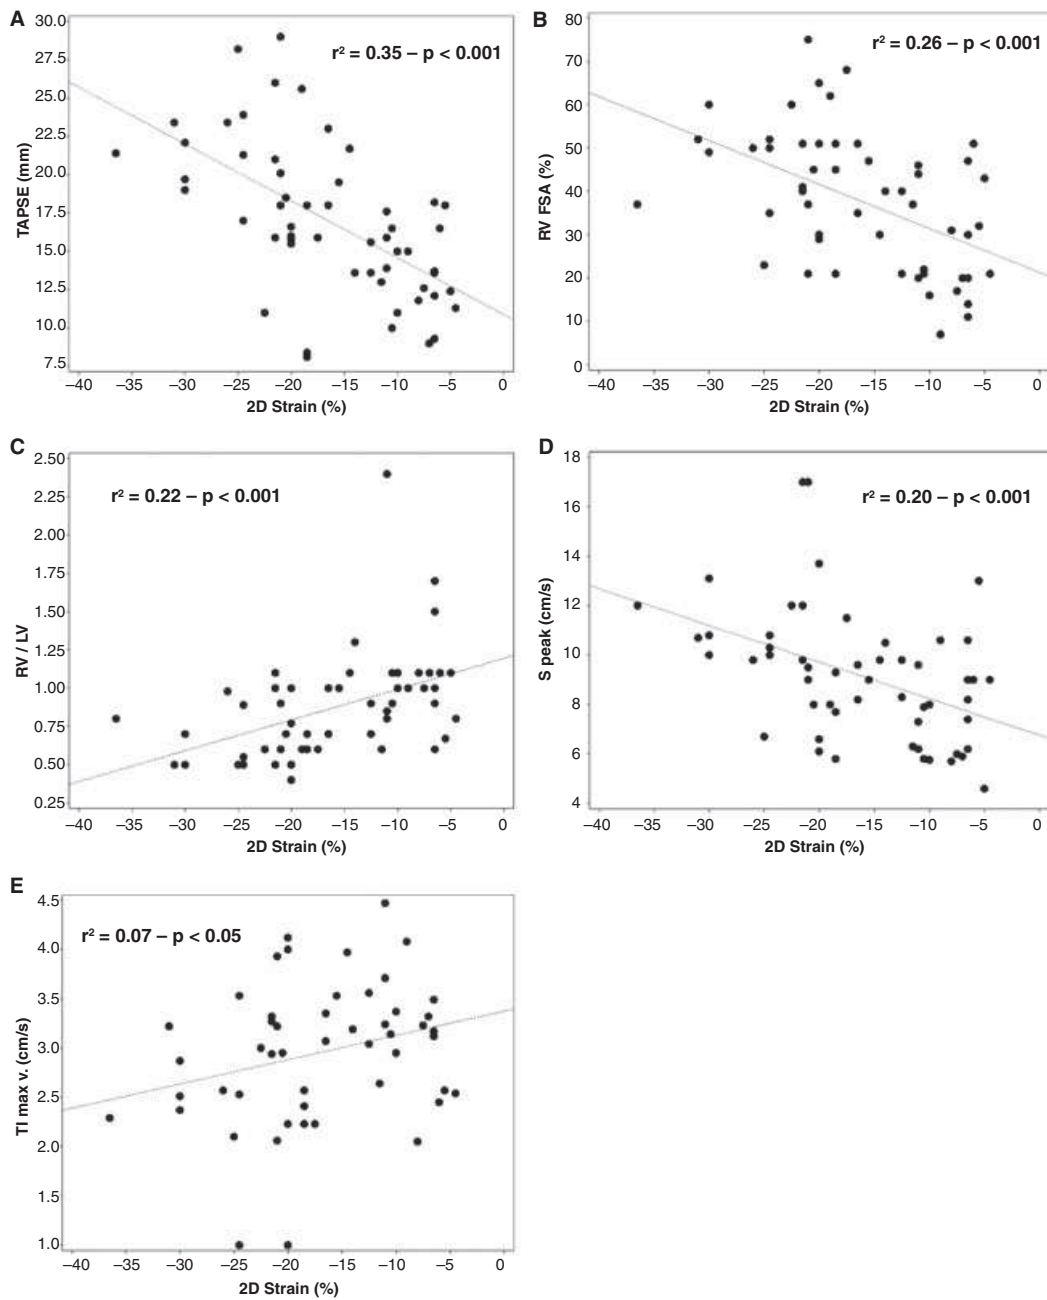 A
r² = 0.35 – p < 0.001
30.0
27.5
25.0
22.5
20.0
17.5
15.0
12.5
10.0
7.5
TAPSE (mm)
–40 –35 –30 –25 –20 –15 –10 –5 0
2D Strain (%)
B
r² = 0.26 – p < 0.001
80
70
60
50
40
30
20
10
0
RV FSA (%)
–40 –35 –30 –25 –20 –15 –10 –5 0
2D Strain (%)
C
r² = 0.22 – p < 0.001
2.50
2.25
2.00
1.75
1.50
1.25
1.00
0.75
0.50
0.25
RV / LV
–40 –35 –30 –25 –20 –15 –10 –5 0
2D Strain (%)
D
r² = 0.20 – p < 0.001
18
16
14
12
10
8
6
4
S peak (cm/s)
–40 –35 –30 –25 –20 –15 –10 –5 0
2D Strain (%)
E
r² = 0.07 – p < 0.05
4.5
4.0
3.5
3.0
2.5
2.0
1.5
1.0
TI max v. (cm/s)
–40 –35 –30 –25 –20 –15 –10 –5 0
2D Strain (%)